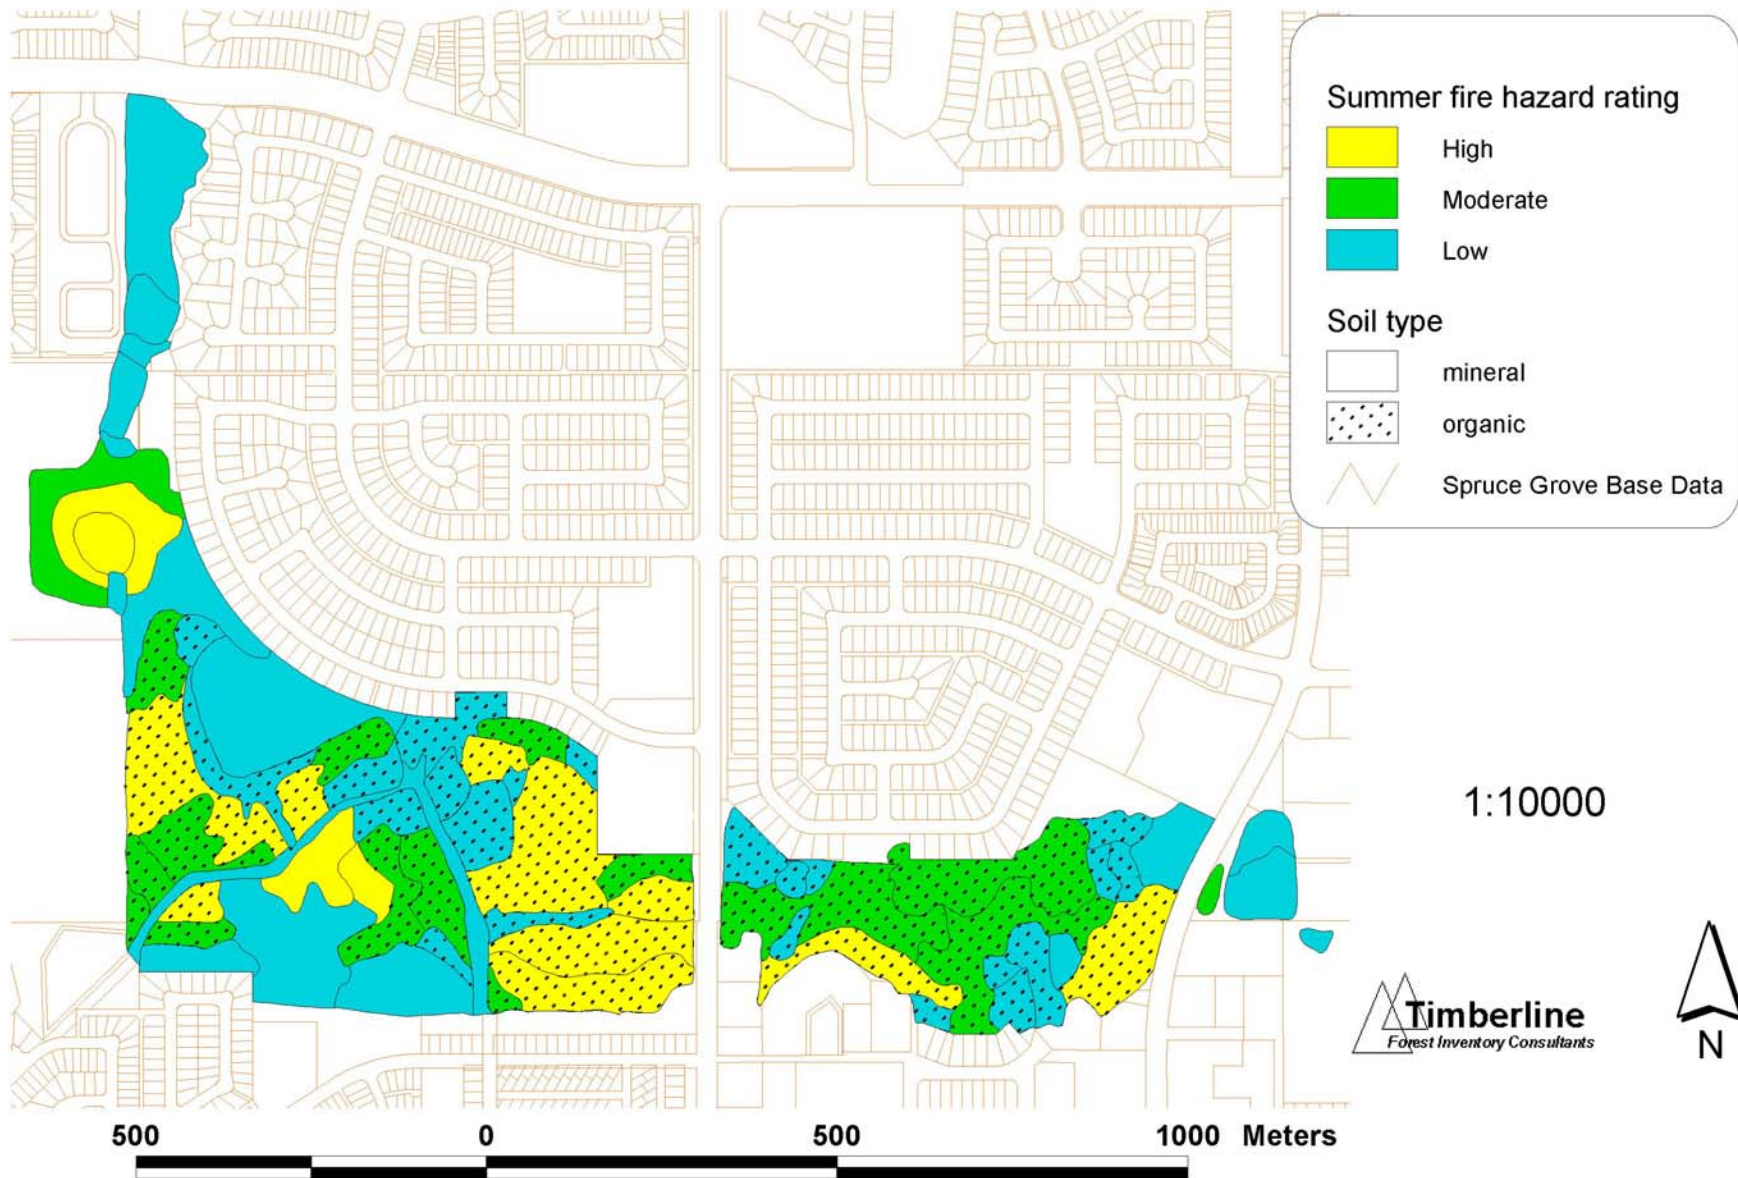 Summer fire hazard rating
High
Moderate
Low
Soil type
mineral
organic
Spruce Grove Base Data
1:10000
Timberline
Forest Inventory Consultants
N
500 0 500 1000 Meters